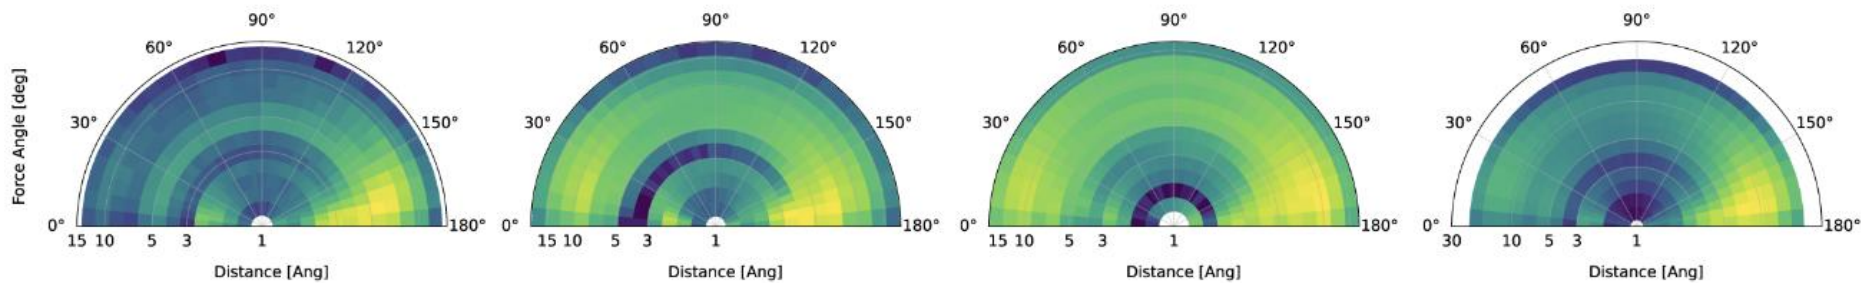 90° 90° 90° 90°
60° 120° 60° 120° 60° 120° 60° 120°
Force Angle [deg]
30° 150° 30° 150° 30° 150° 30° 150°
0° 180° 0° 180° 0° 180° 0° 180°
15 10 5 3 1 15 10 5 3 1 15 10 5 3 1 30 10 5 3 1
Distance [Ang] Distance [Ang] Distance [Ang] Distance [Ang]